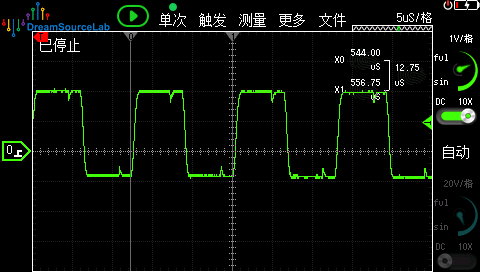 DreamSourceLab
单次 触发 测量 更多 文件
5uS/格
已停止
T
X0 544.00 uS
12.75 uS
X1 556.75 uS
0
1V/格
ful
sin
DC 10X
自动
20V/格
ful
sin
DC 10X